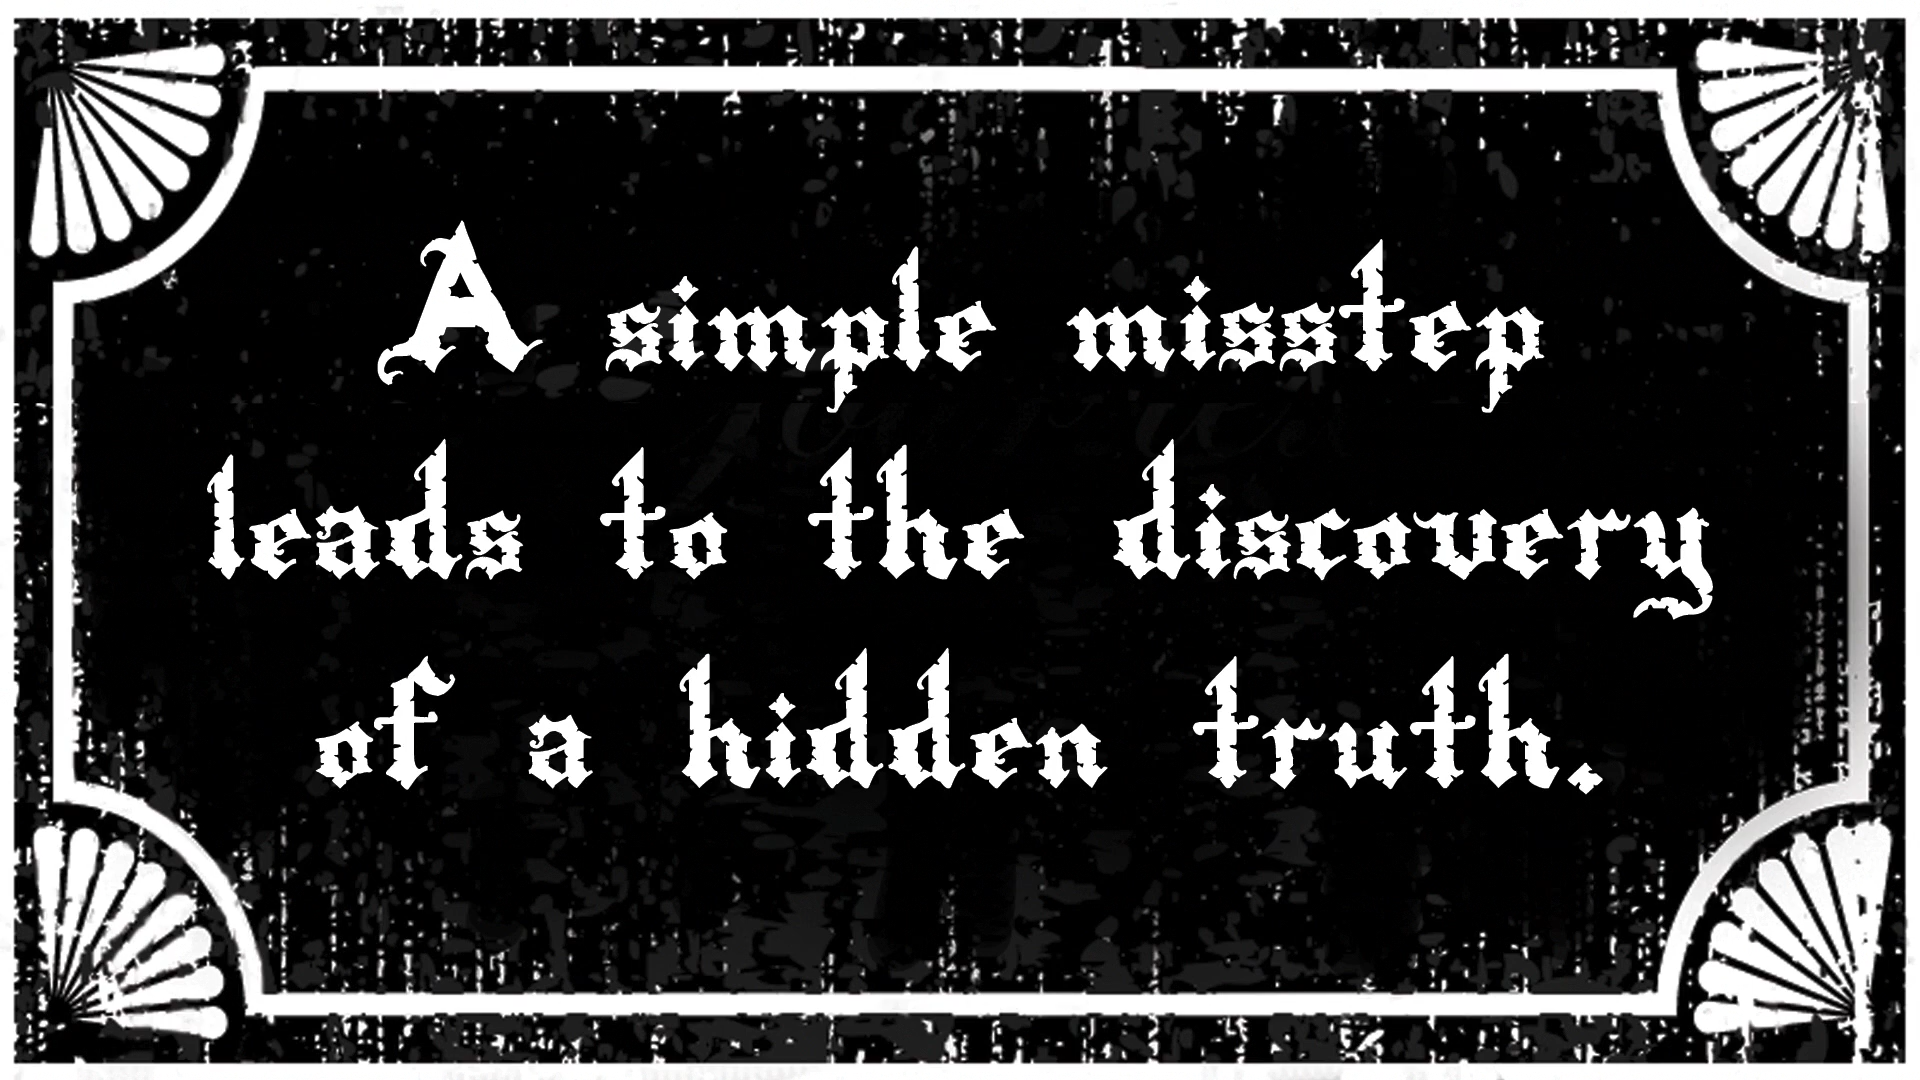 A simple misstep
leads to the discovery
of a hidden truth.